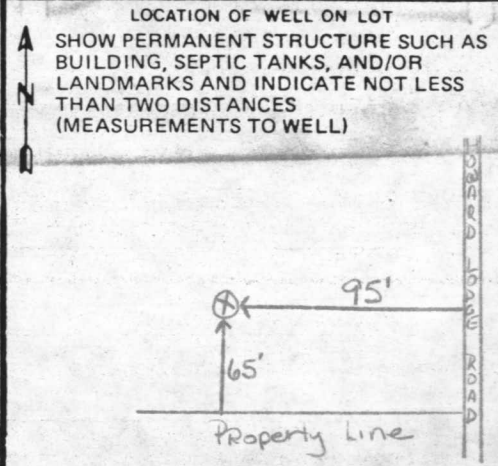 LOCATION OF WELL ON LOT
SHOW PERMANENT STRUCTURE SUCH AS
BUILDING, SEPTIC TANKS, AND/OR
LANDMARKS AND INDICATE NOT LESS
THAN TWO DISTANCES
(MEASUREMENTS TO WELL)
N
HOWARD LODGE ROAD
95'
65'
Property Line